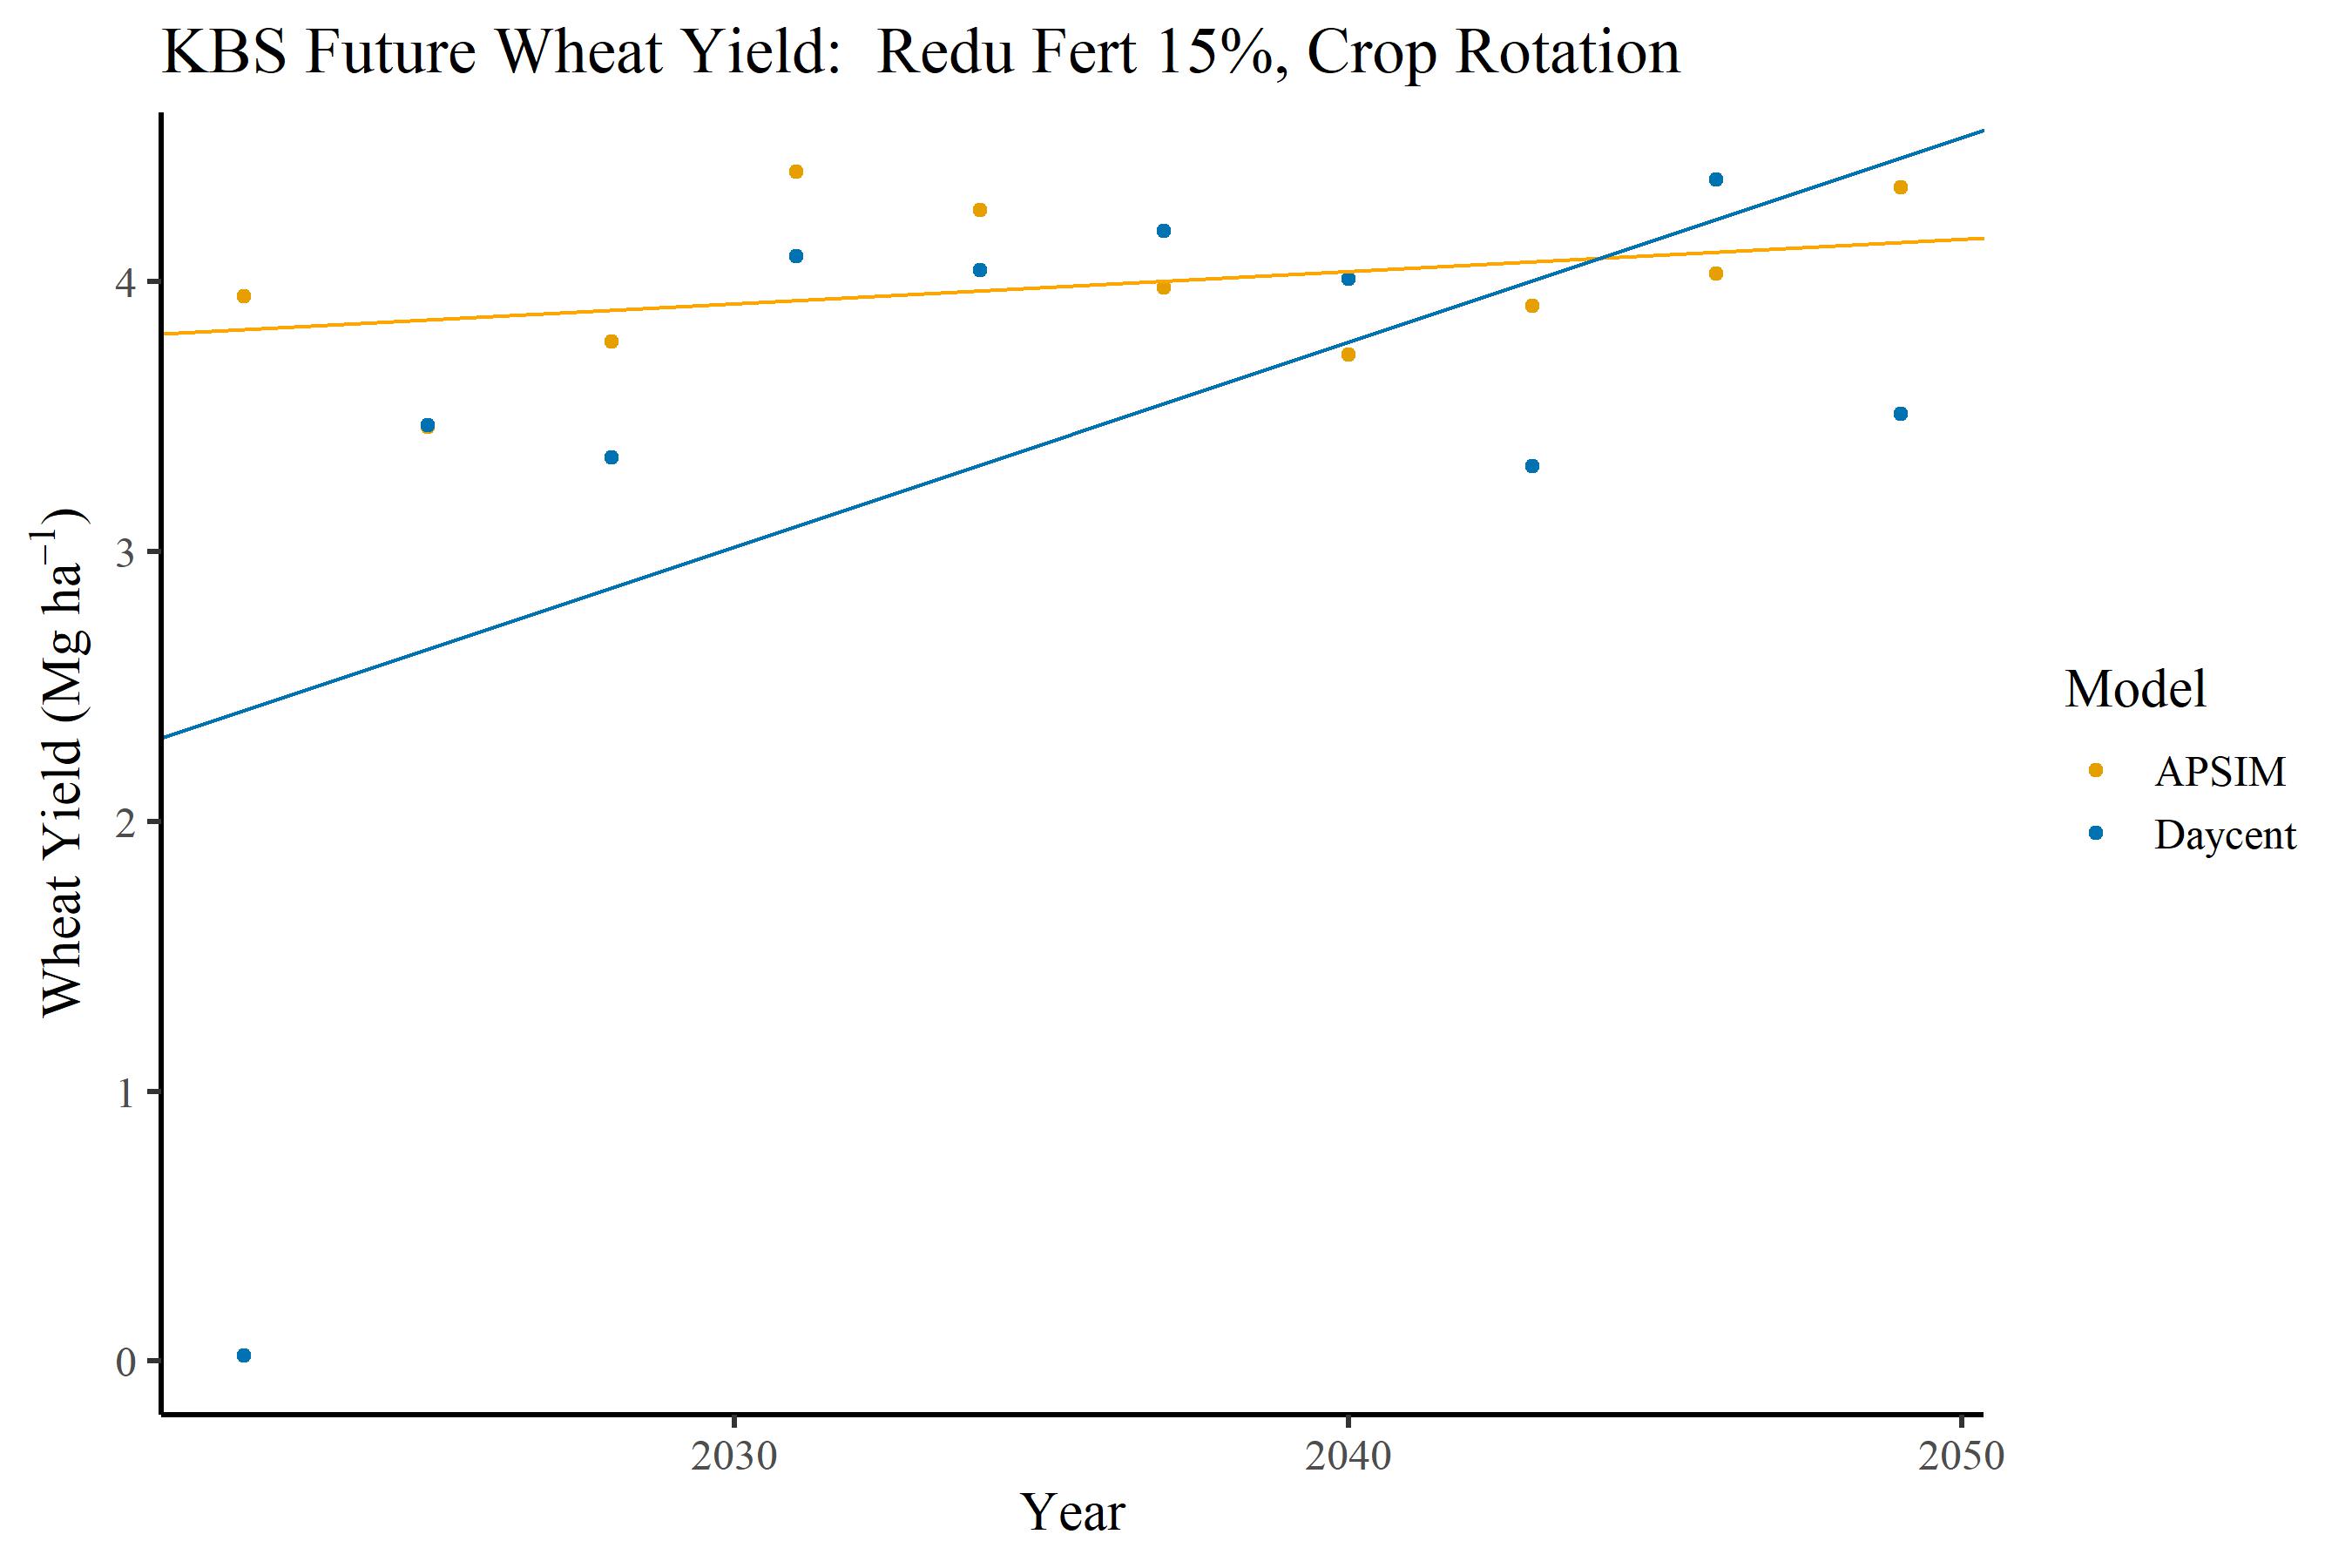 KBS Future Wheat Yield:  Redu Fert 15%, Crop Rotation
Wheat Yield (Mg ha⁻¹)
4
3
2
1
0
2030
2040
2050
Year
Model
APSIM
Daycent